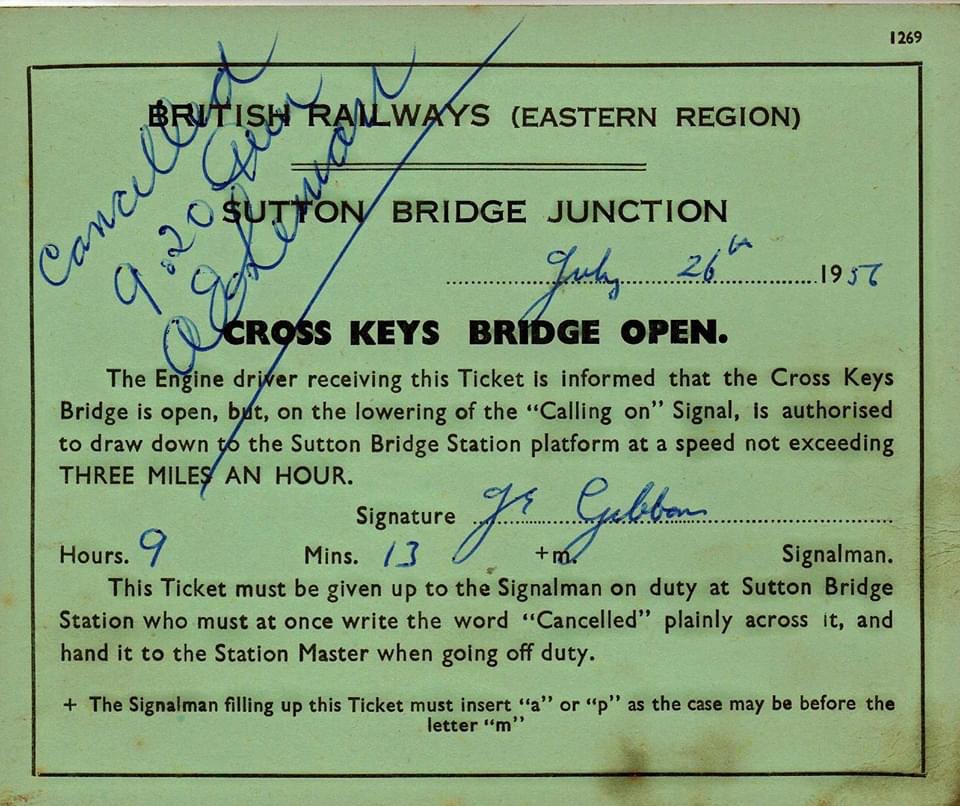 1269
BRITISH RAILWAYS (EASTERN REGION)
SUTTON BRIDGE JUNCTION
July 26th 1956
CROSS KEYS BRIDGE OPEN.
The Engine driver receiving this Ticket is informed that the Cross Keys
Bridge is open, but, on the lowering of the “Calling on” Signal, is authorised
to draw down to the Sutton Bridge Station platform at a speed not exceeding
THREE MILES AN HOUR.
Signature J E Gibbons
Hours. 9 Mins. 13 +m. Signalman.
This Ticket must be given up to the Signalman on duty at Sutton Bridge
Station who must at once write the word “Cancelled” plainly across it, and
hand it to the Station Master when going off duty.
+ The Signalman filling up this Ticket must insert “a” or “p” as the case may be before the
letter “m”
Cancelled
9.20